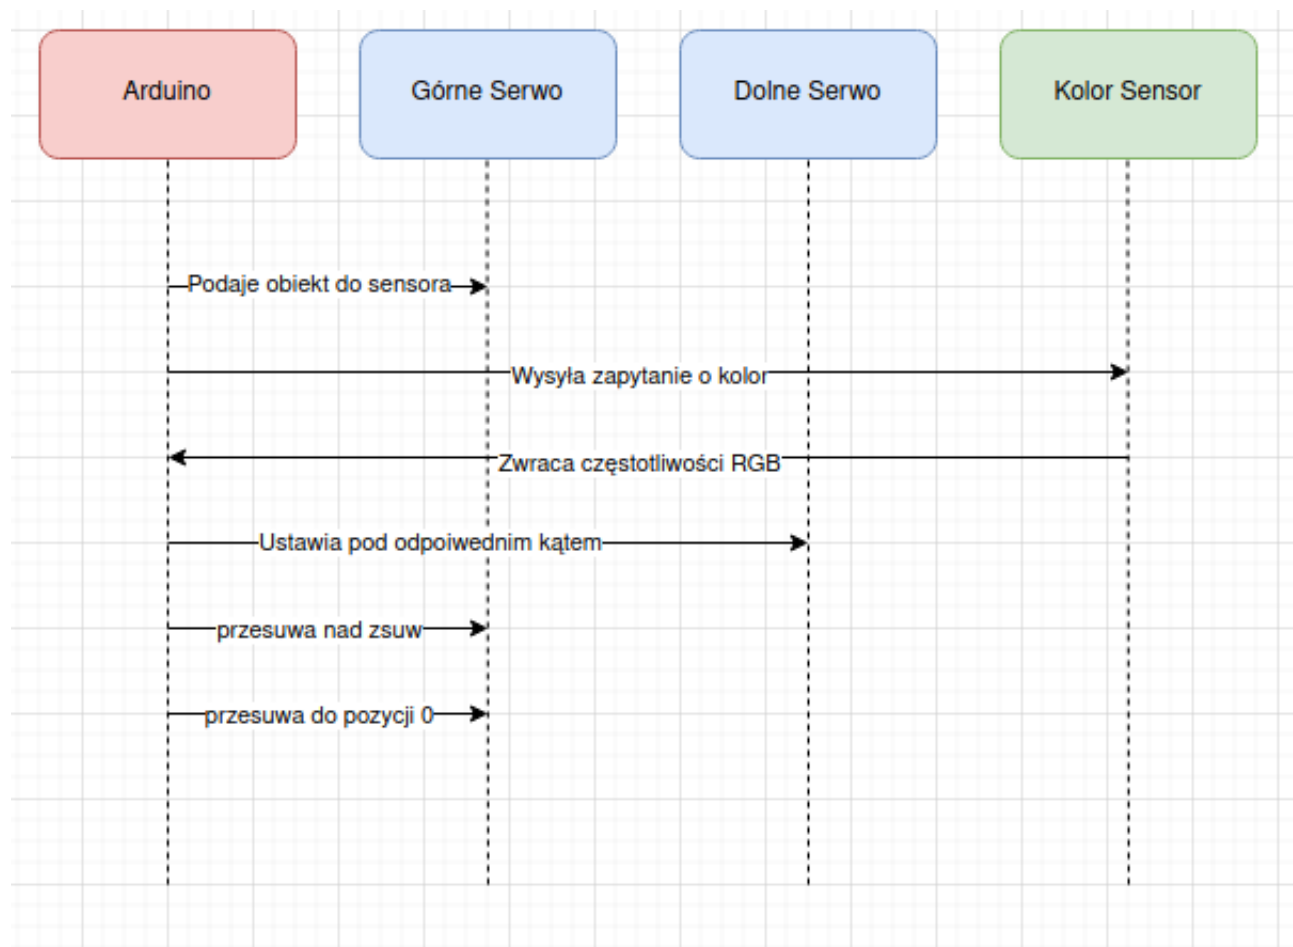 Arduino
Górne Serwo
Dolne Serwo
Kolor Sensor
Podaje obiekt do sensora
Wysyła zapytanie o kolor
Zwraca częstotliwości RGB
Ustawia pod odpoiwednim kątem
przesuwa nad zsuw
przesuwa do pozycji 0